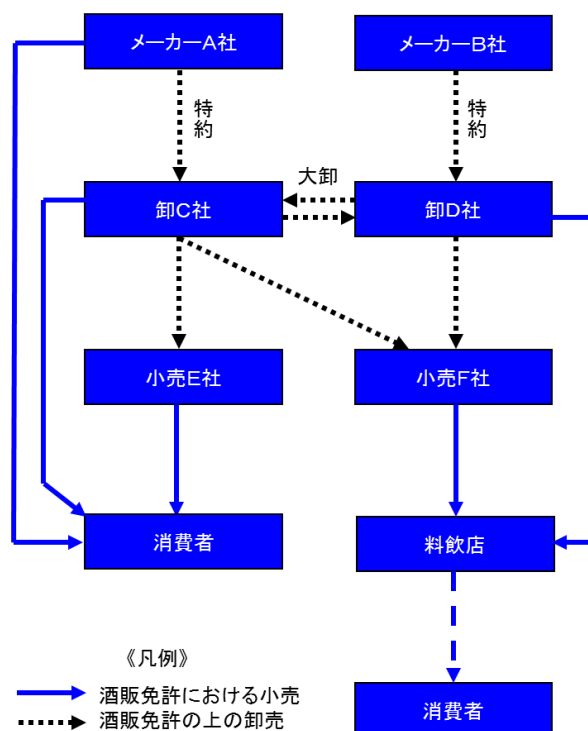 メーカーA社
メーカーB社
特約
特約
大卸
卸C社
卸D社
小売E社
小売F社
消費者
料飲店
《凡例》
酒販免許における小売
酒販免許の上の卸売
消費者